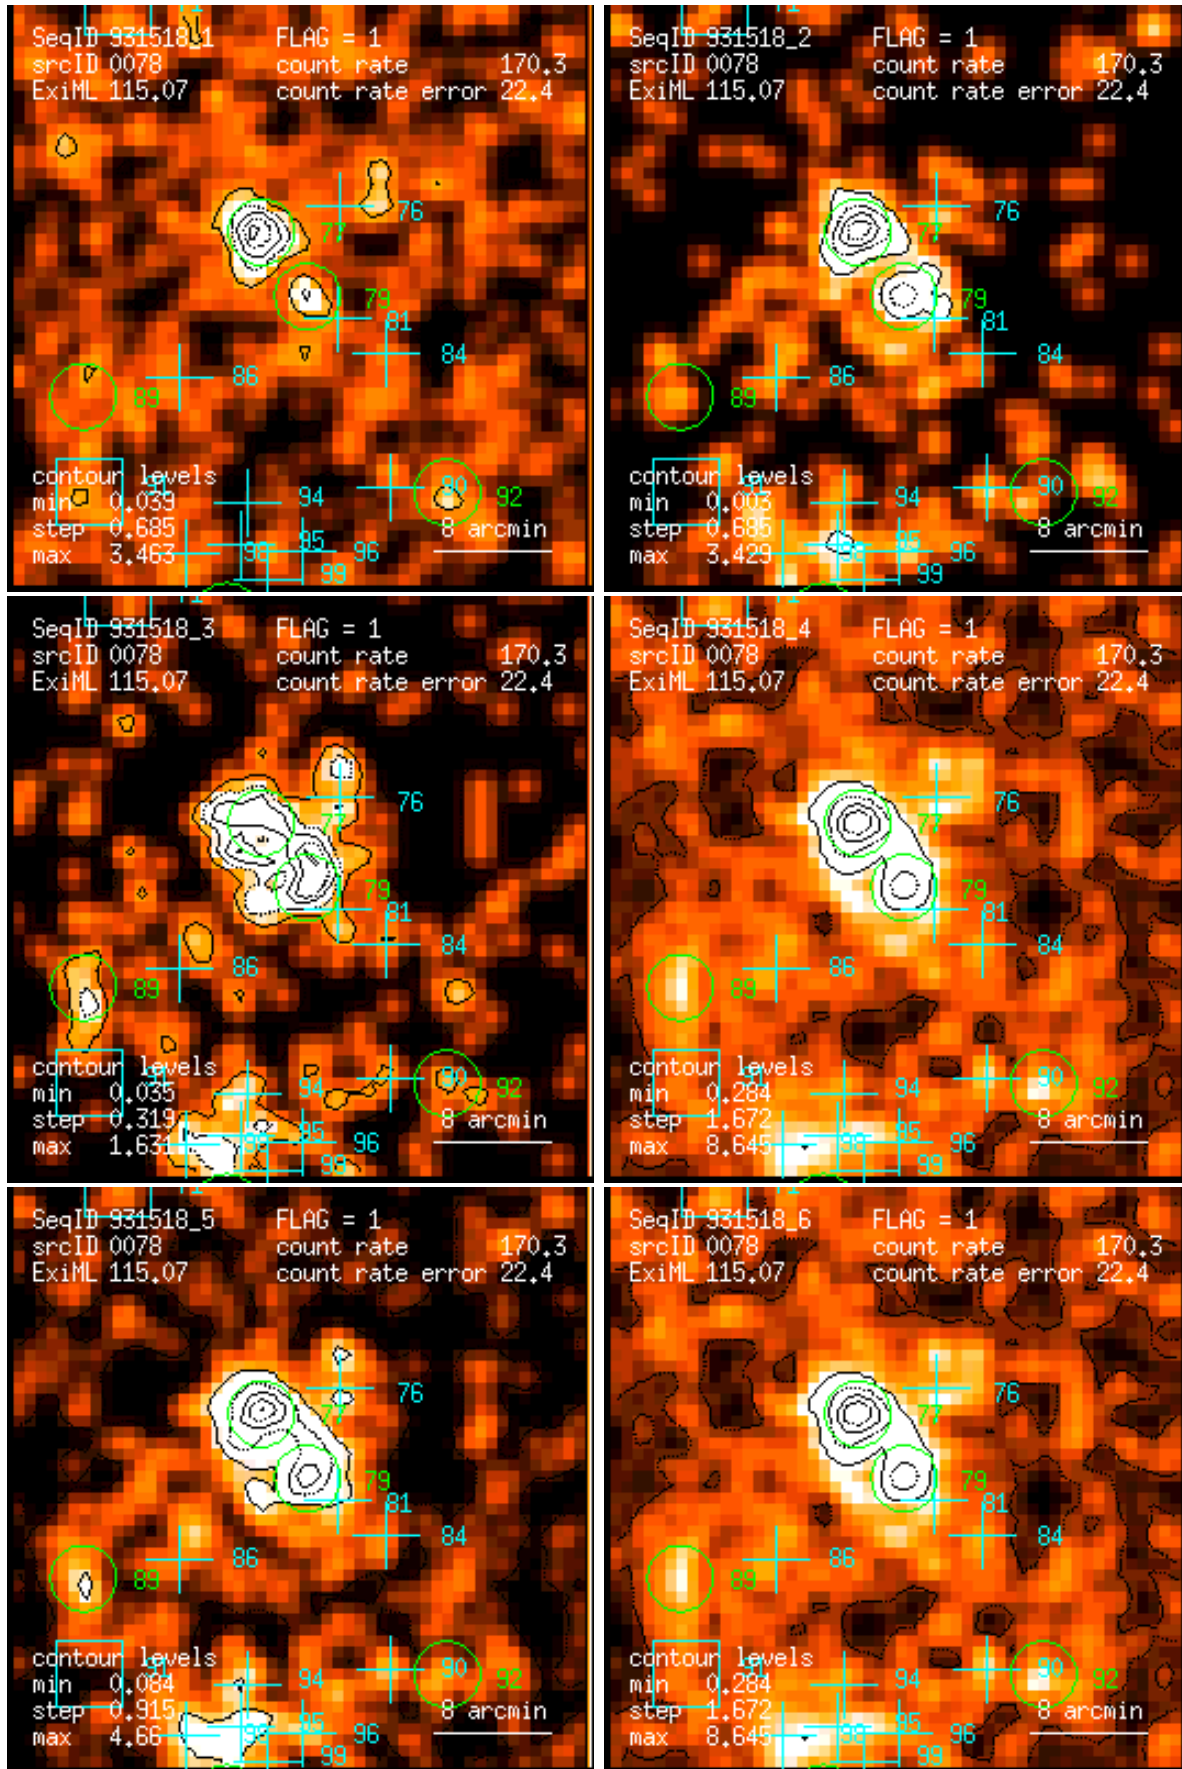 71
SeqID 931518_1 FLAG = 1
srcID 0078 count rate 170.3
ExiML 115.07 count rate error 22.4
76
77
79
81
84
86
89
contour levels
91 90
min 0.039 94 92
step 0.685 8 arcmin
95
max 3.463 98 96
99
71
SeqID 931518_2 FLAG = 1
srcID 0078 count rate 170.3
ExiML 115.07 count rate error 22.4
76
77
79
81
84
86
89
contour levels
91 90
min 0.003 94 92
step 0.685 8 arcmin
95
max 3.429 98 96
99
71
SeqID 931518_3 FLAG = 1
srcID 0078 count rate 170.3
ExiML 115.07 count rate error 22.4
76
77
79
81
84
86
89
contour levels
91 90
min 0.035 94 92
step 0.319 8 arcmin
95
max 1.631 98 96
99
71
SeqID 931518_4 FLAG = 1
srcID 0078 count rate 170.3
ExiML 115.07 count rate error 22.4
76
77
79
81
84
86
89
contour levels
91 90
min 0.284 94 92
step 1.672 8 arcmin
95
max 8.645 98 96
99
71
SeqID 931518_5 FLAG = 1
srcID 0078 count rate 170.3
ExiML 115.07 count rate error 22.4
76
77
79
81
84
86
89
contour levels
91 90
min 0.084 94 92
step 0.915 8 arcmin
95
max 4.66 98 96
99
71
SeqID 931518_6 FLAG = 1
srcID 0078 count rate 170.3
ExiML 115.07 count rate error 22.4
76
77
79
81
84
86
89
contour levels
91 90
min 0.284 94 92
step 1.672 8 arcmin
95
max 8.645 98 96
99